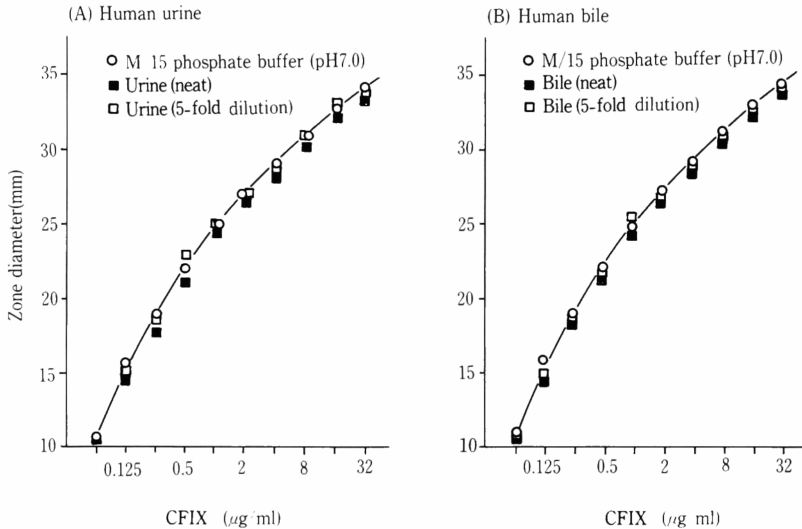 (A) Human urine
M 15 phosphate buffer (pH7.0)
Urine (neat)
Urine (5-fold dilution)
Zone diameter(mm)
35
30
25
20
15
10
0.125
0.5
2
8
32
CFIX (μg ml)
(B) Human bile
M/15 phosphate buffer (pH7.0)
Bile (neat)
Bile (5-fold dilution)
35
30
25
20
15
10
0.125
0.5
2
8
32
CFIX (μg ml)